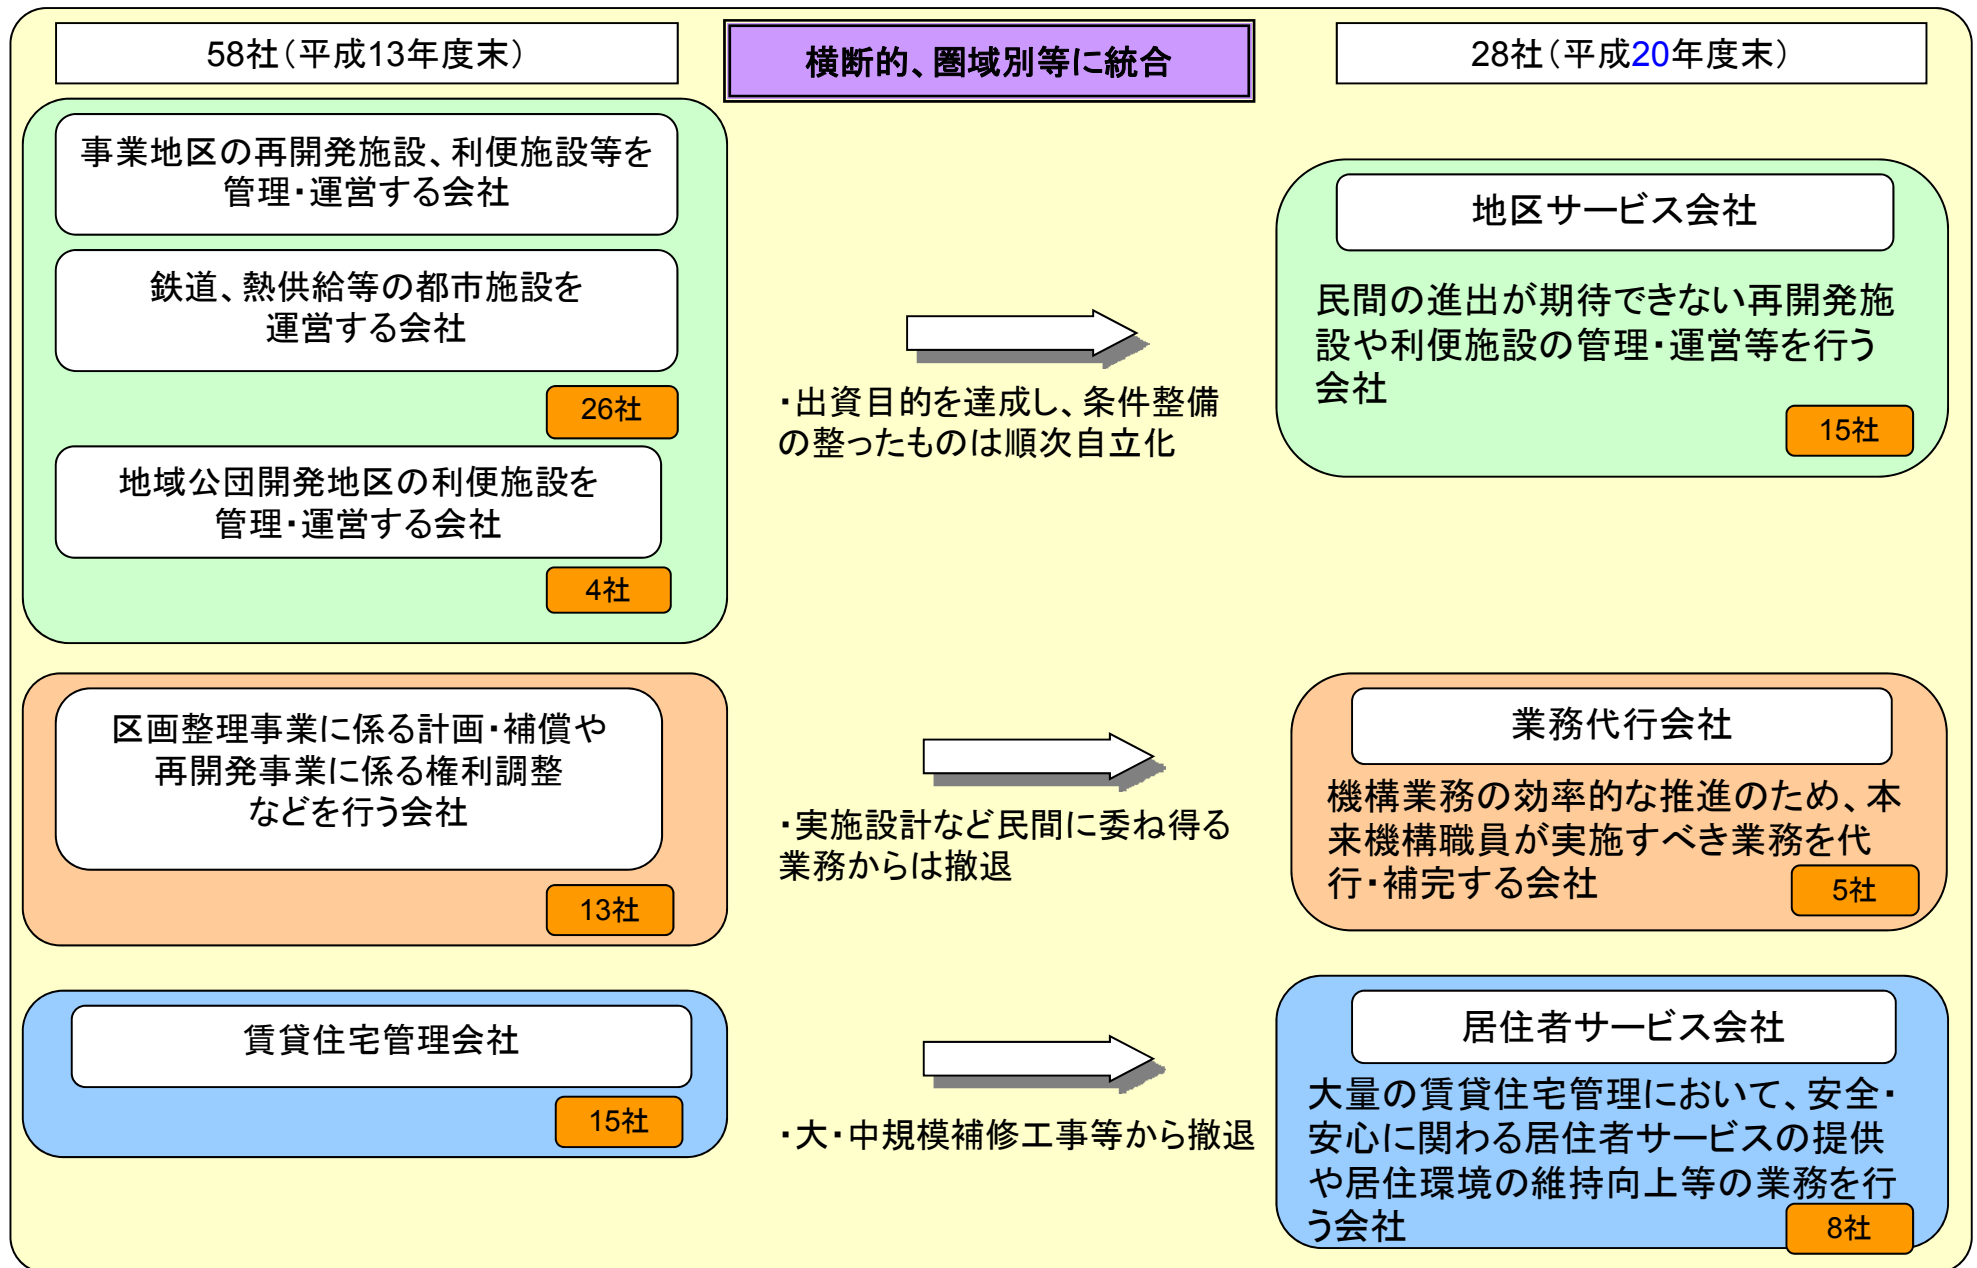 58社（平成13年度末）
横断的、圏域別等に統合
28社（平成20年度末）
事業地区の再開発施設、利便施設等を
管理・運営する会社
鉄道、熱供給等の都市施設を
運営する会社
26社
地域公団開発地区の利便施設を
管理・運営する会社
4社
・出資目的を達成し、条件整備
の整ったものは順次自立化
地区サービス会社
民間の進出が期待できない再開発施
設や利便施設の管理・運営等を行う
会社
15社
区画整理事業に係る計画・補償や
再開発事業に係る権利調整
などを行う会社
13社
・実施設計など民間に委ね得る
業務からは撤退
業務代行会社
機構業務の効率的な推進のため、本
来機構職員が実施すべき業務を代
行・補完する会社
5社
賃貸住宅管理会社
15社
・大・中規模補修工事等から撤退
居住者サービス会社
大量の賃貸住宅管理において、安全・
安心に関わる居住者サービスの提供
や居住環境の維持向上等の業務を行
う会社
8社